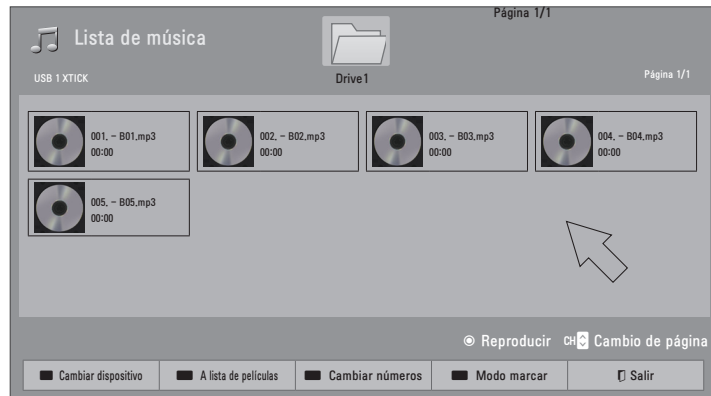 Página 1/1
Lista de música
USB 1 XTICK
Drive1
Página 1/1
001. - B01.mp3
00:00
002. - B02.mp3
00:00
003. - B03.mp3
00:00
004. - B04.mp3
00:00
005. - B05.mp3
00:00
Reproducir CH Cambio de página
Cambiar dispositivo A lista de películas Cambiar números Modo marcar Salir